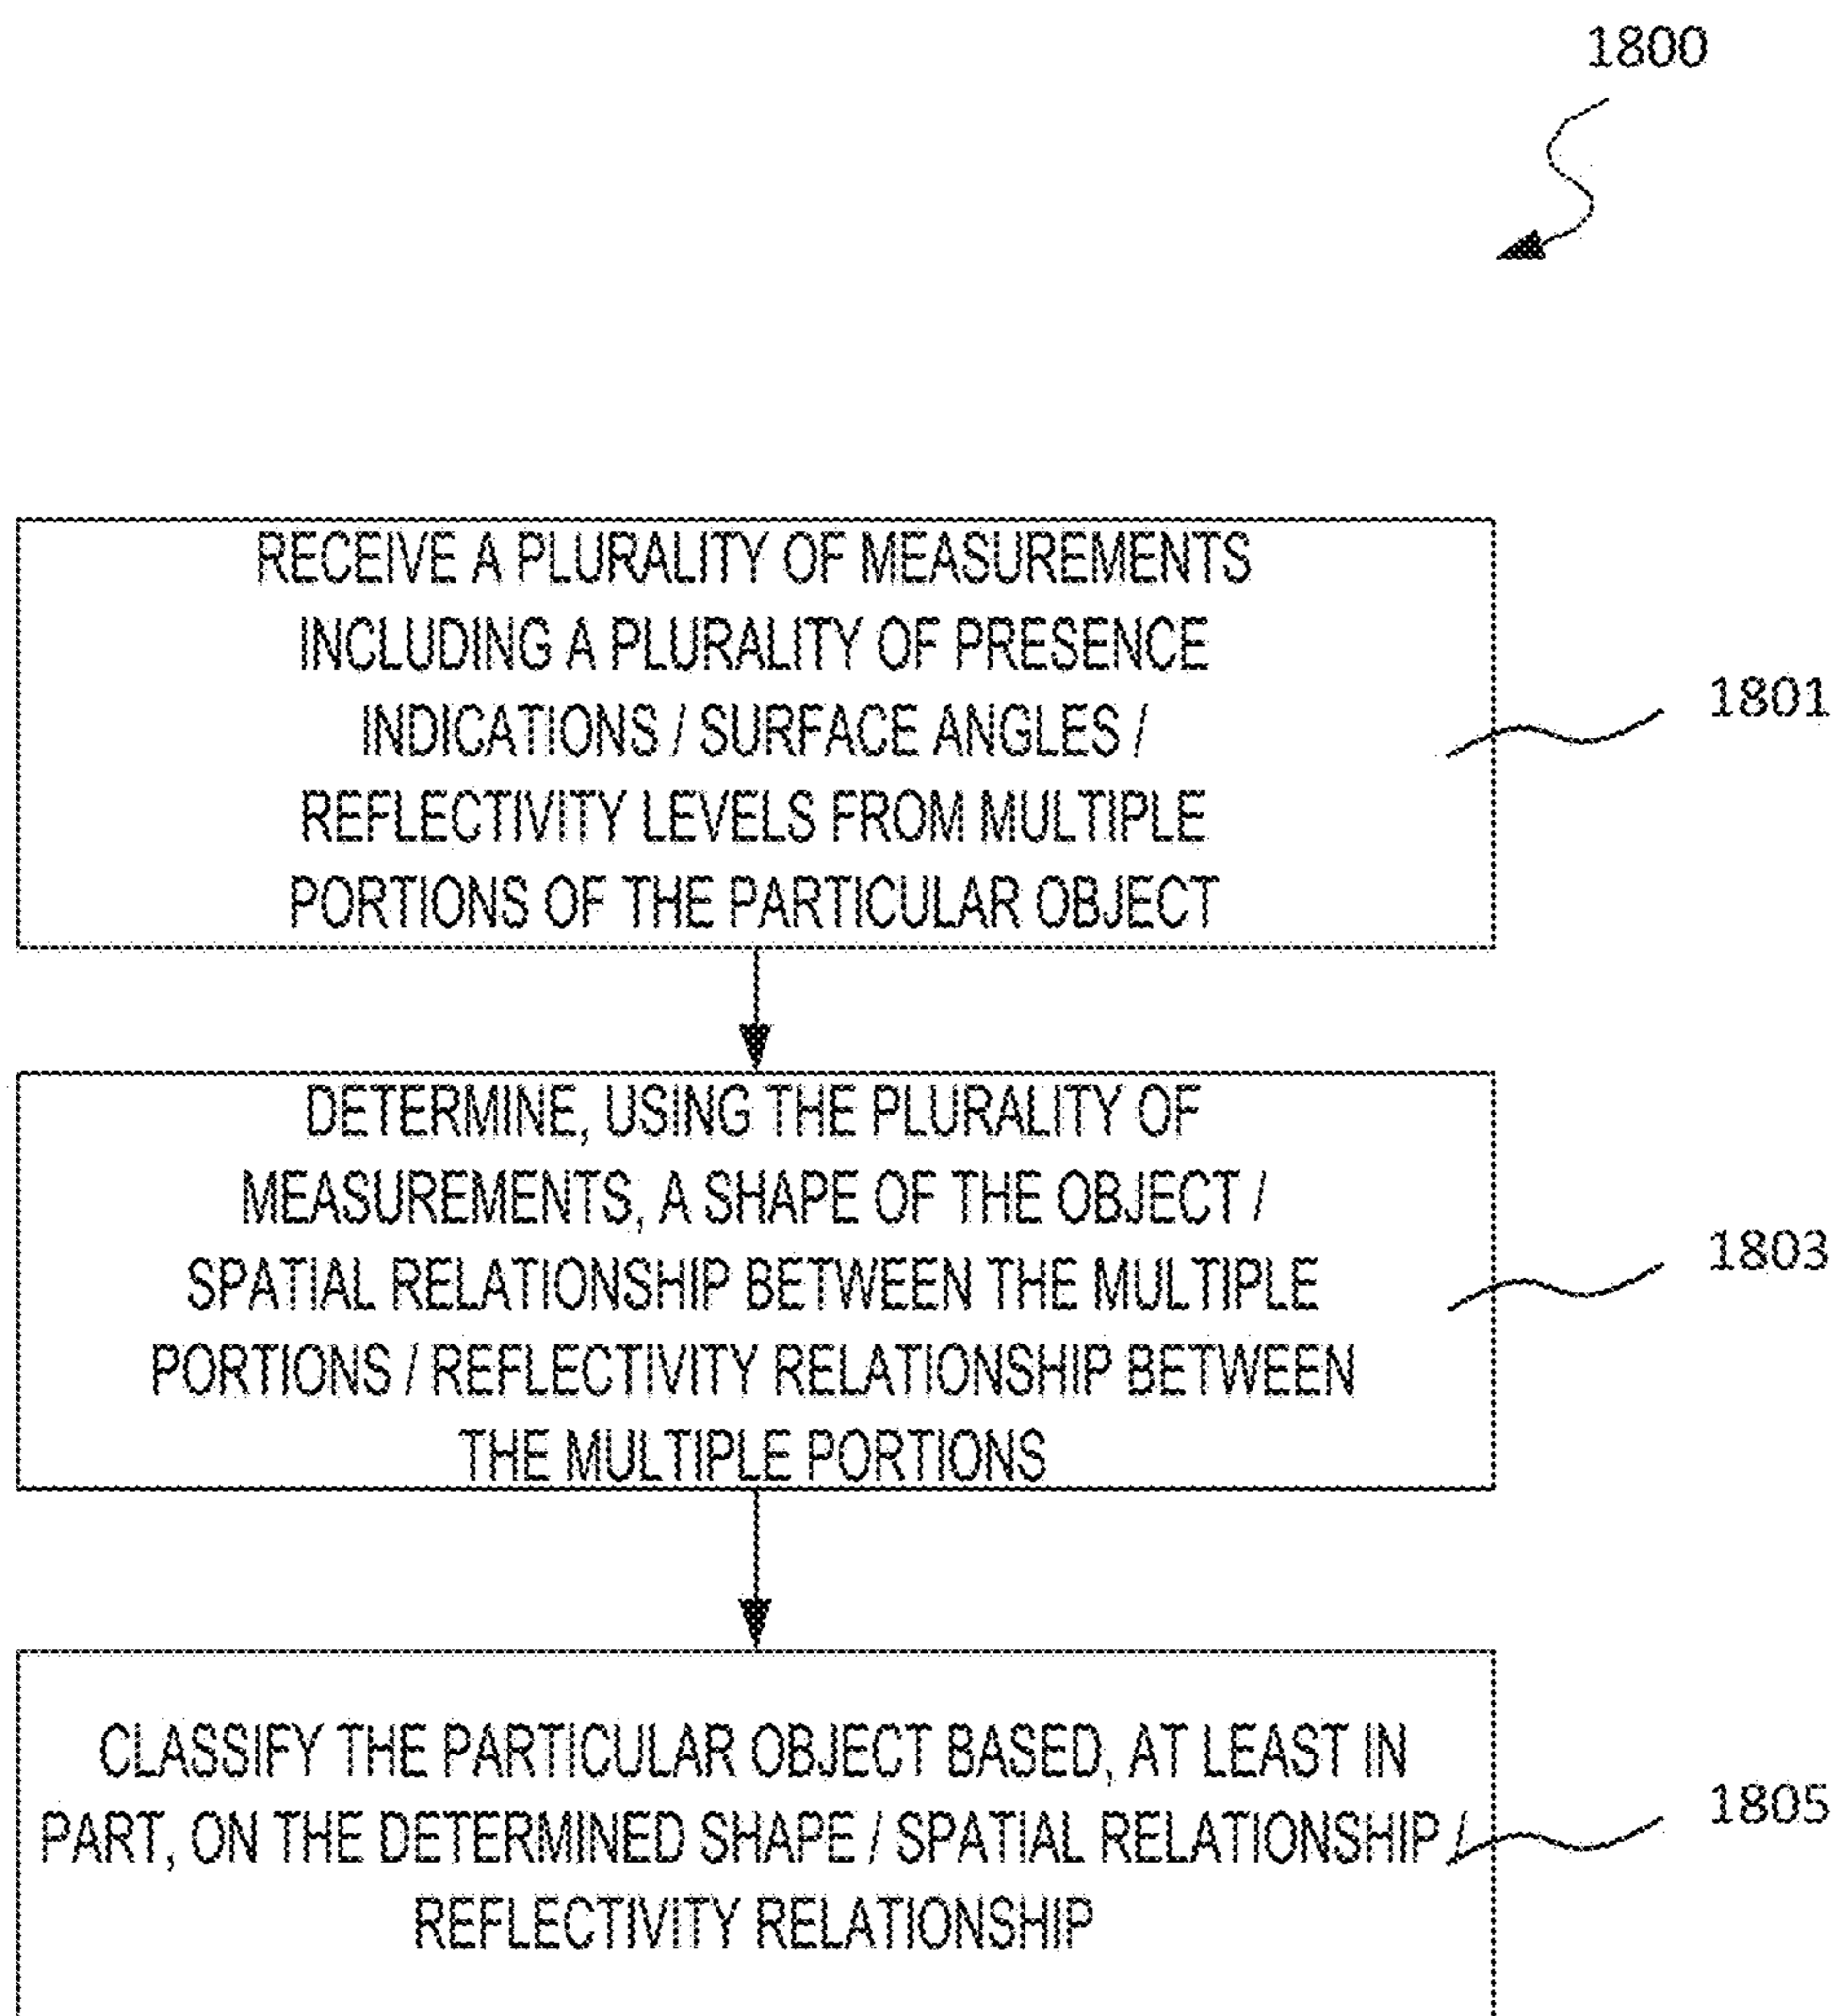 1800
RECEIVE A PLURALITY OF MEASUREMENTS
INCLUDING A PLURALITY OF PRESENCE
INDICATIONS / SURFACE ANGLES /
REFLECTIVITY LEVELS FROM MULTIPLE
PORTIONS OF THE PARTICULAR OBJECT
1801
DETERMINE, USING THE PLURALITY OF
MEASUREMENTS, A SHAPE OF THE OBJECT /
SPATIAL RELATIONSHIP BETWEEN THE MULTIPLE
PORTIONS / REFLECTIVITY RELATIONSHIP BETWEEN
THE MULTIPLE PORTIONS
1803
CLASSIFY THE PARTICULAR OBJECT BASED, AT LEAST IN
PART, ON THE DETERMINED SHAPE / SPATIAL RELATIONSHIP /
REFLECTIVITY RELATIONSHIP
1805